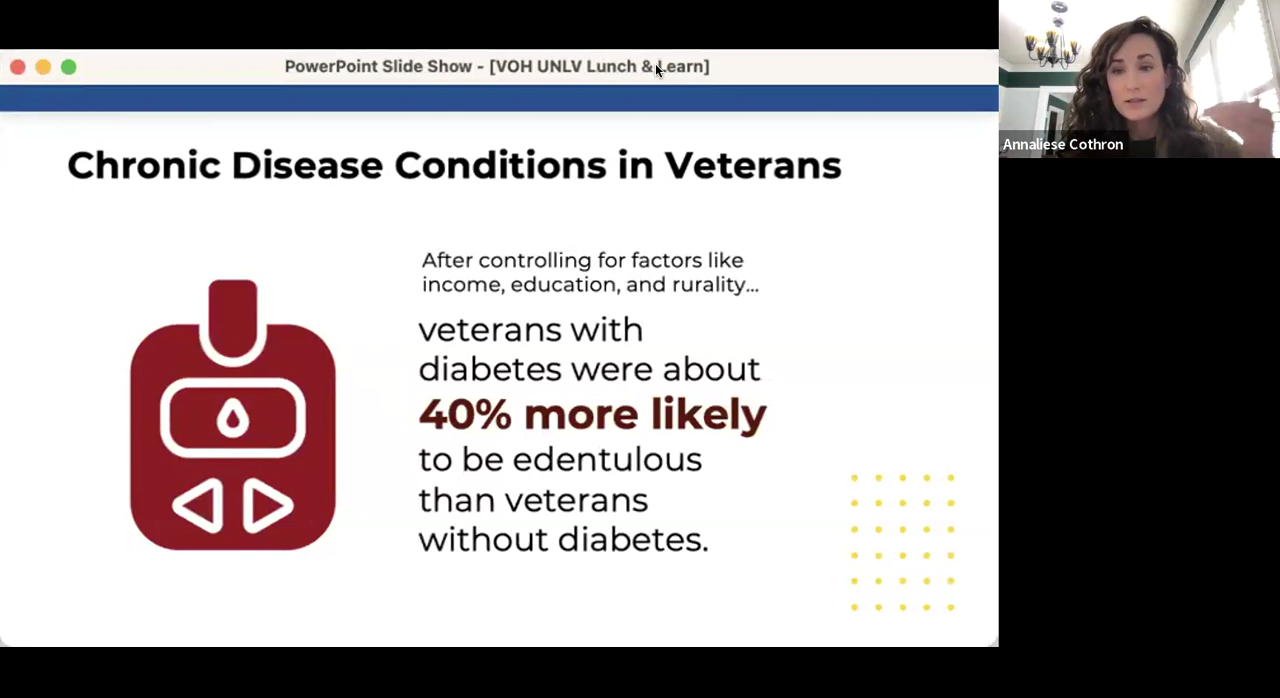 PowerPoint Slide Show - [VOH UNLV Lunch & Learn]
Chronic Disease Conditions in Veterans
After controlling for factors like
income, education, and rurality...
veterans with
diabetes were about
40% more likely
to be edentulous
than veterans
without diabetes.
Annaliese Cothron